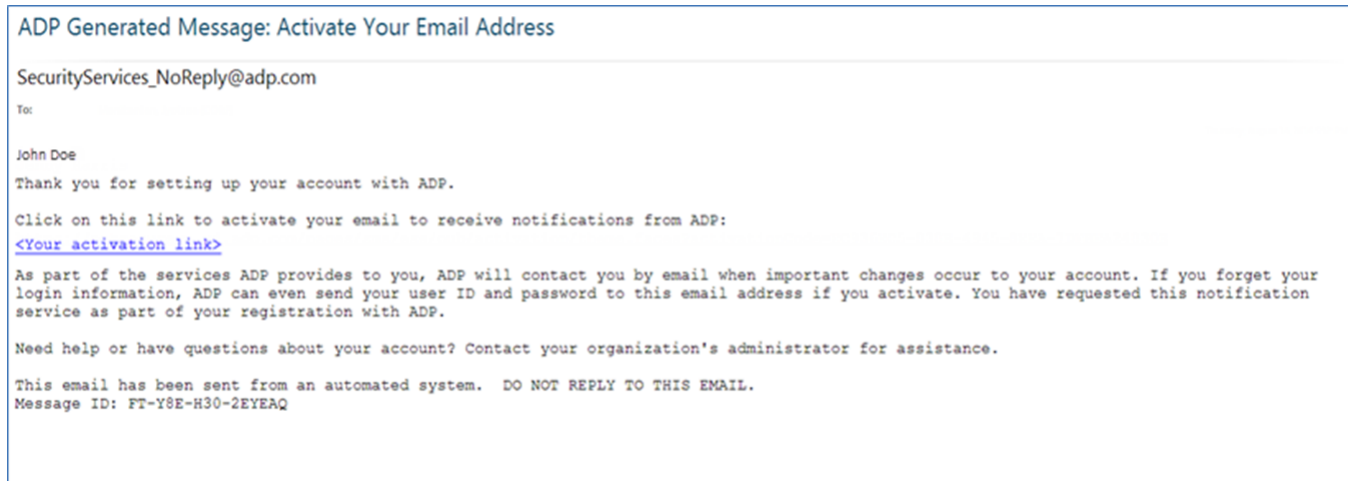 ADP Generated Message: Activate Your Email Address
SecurityServices_NoReply@adp.com
To:
John Doe
Thank you for setting up your account with ADP.
Click on this link to activate your email to receive notifications from ADP:
<Your activation link>
As part of the services ADP provides to you, ADP will contact you by email when important changes occur to your account. If you forget your
login information, ADP can even send your user ID and password to this email address if you activate. You have requested this notification
service as part of your registration with ADP.
Need help or have questions about your account? Contact your organization's administrator for assistance.
This email has been sent from an automated system.  DO NOT REPLY TO THIS EMAIL.
Message ID: FT-Y8E-H30-2EYEAQ